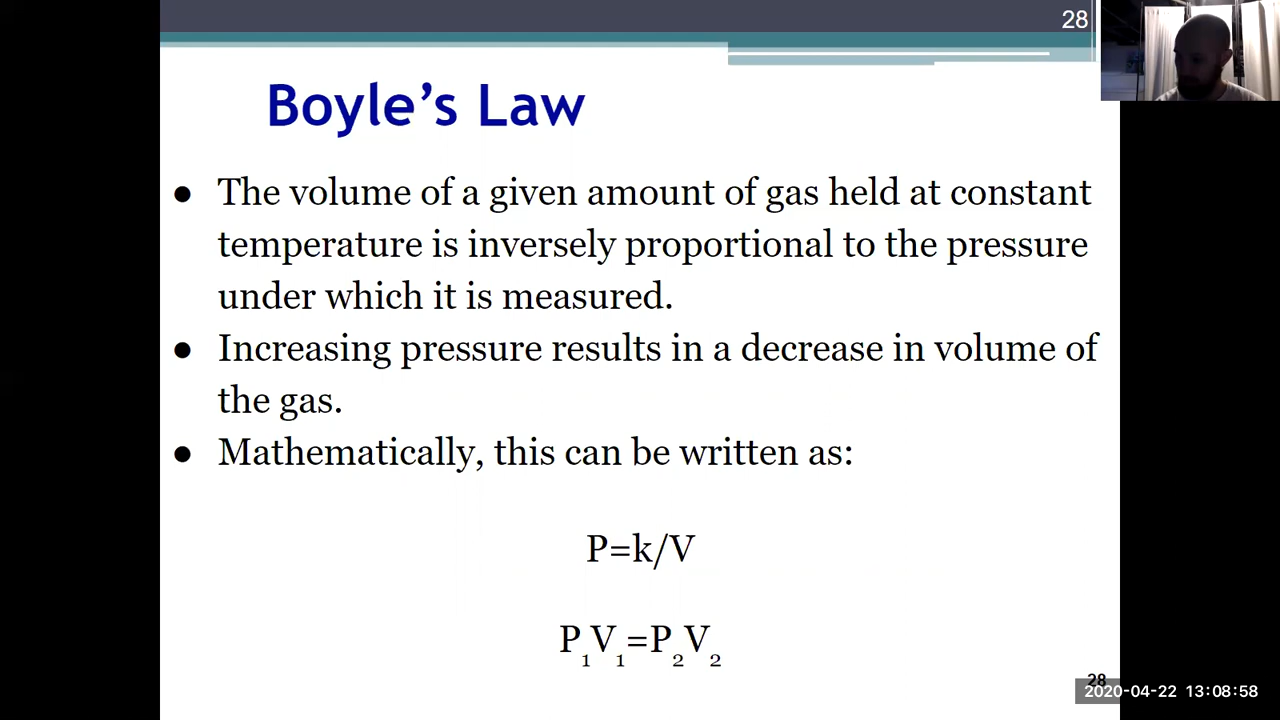 28
Boyle’s Law
● The volume of a given amount of gas held at constant
temperature is inversely proportional to the pressure
under which it is measured.
● Increasing pressure results in a decrease in volume of
the gas.
● Mathematically, this can be written as:
P=k/V
P₁V₁=P₂V₂
28
2020-04-22 13:08:58